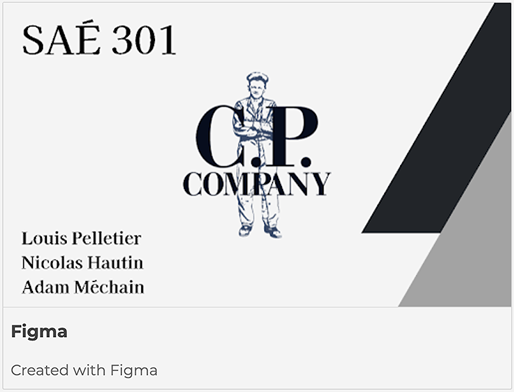 SAÉ 301
C.P.
COMPANY
Louis Pelletier
Nicolas Hautin
Adam Méchain
Figma
Created with Figma